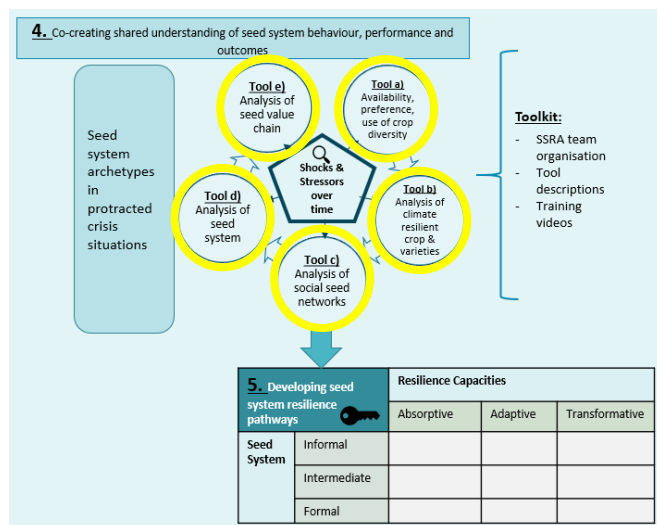 4. Co-creating shared understanding of seed system behaviour, performance and
outcomes
Seed
system
archetypes
in
protracted
crisis
situations
Tool e)
Analysis of
seed value
chain
Tool a)
Availability,
preference,
use of crop
diversity
Shocks &
Stressors
over
time
Tool d)
Analysis of
seed
system
Tool b)
Analysis of
climate
resilient
crop &
varieties
Tool c)
Analysis of
social seed
networks
Toolkit:
- SSRA team
organisation
- Tool
descriptions
- Training
videos
5. Developing seed
system resilience
pathways
Resilience Capacities
Absorptive
Adaptive
Transformative
Seed
System
Informal
Intermediate
Formal